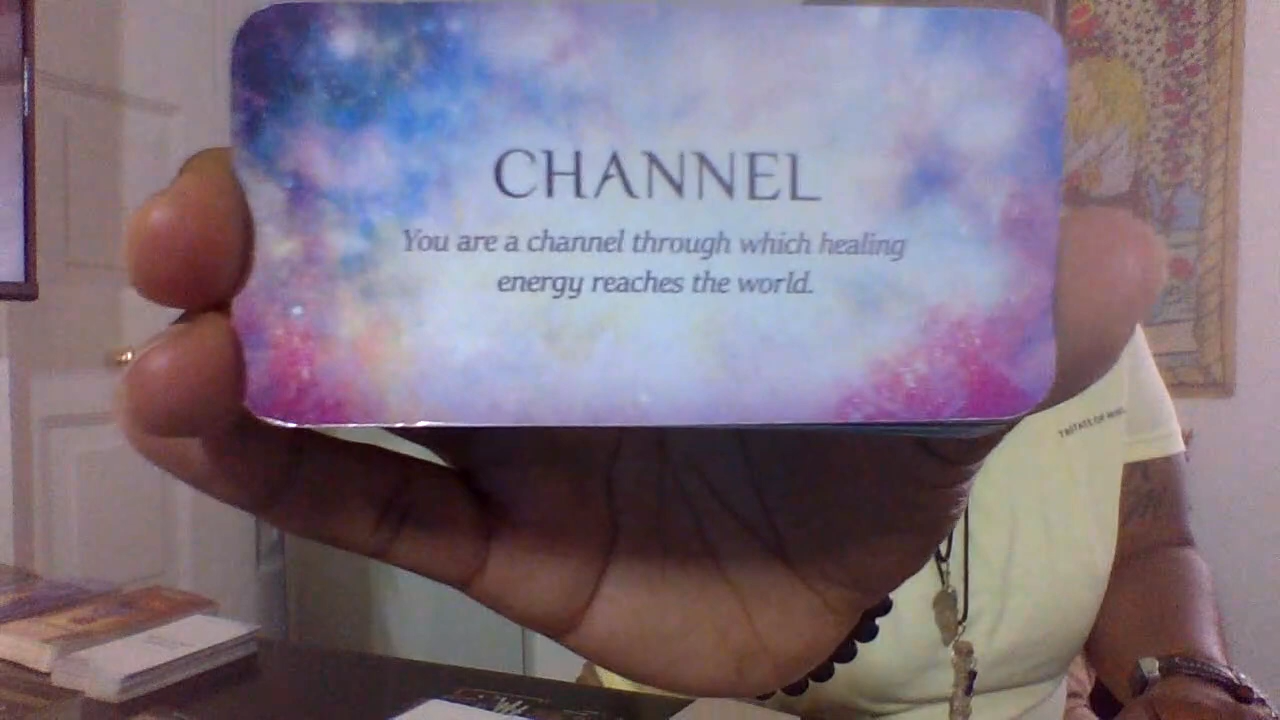 CHANNEL
You are a channel through which healing
energy reaches the world.